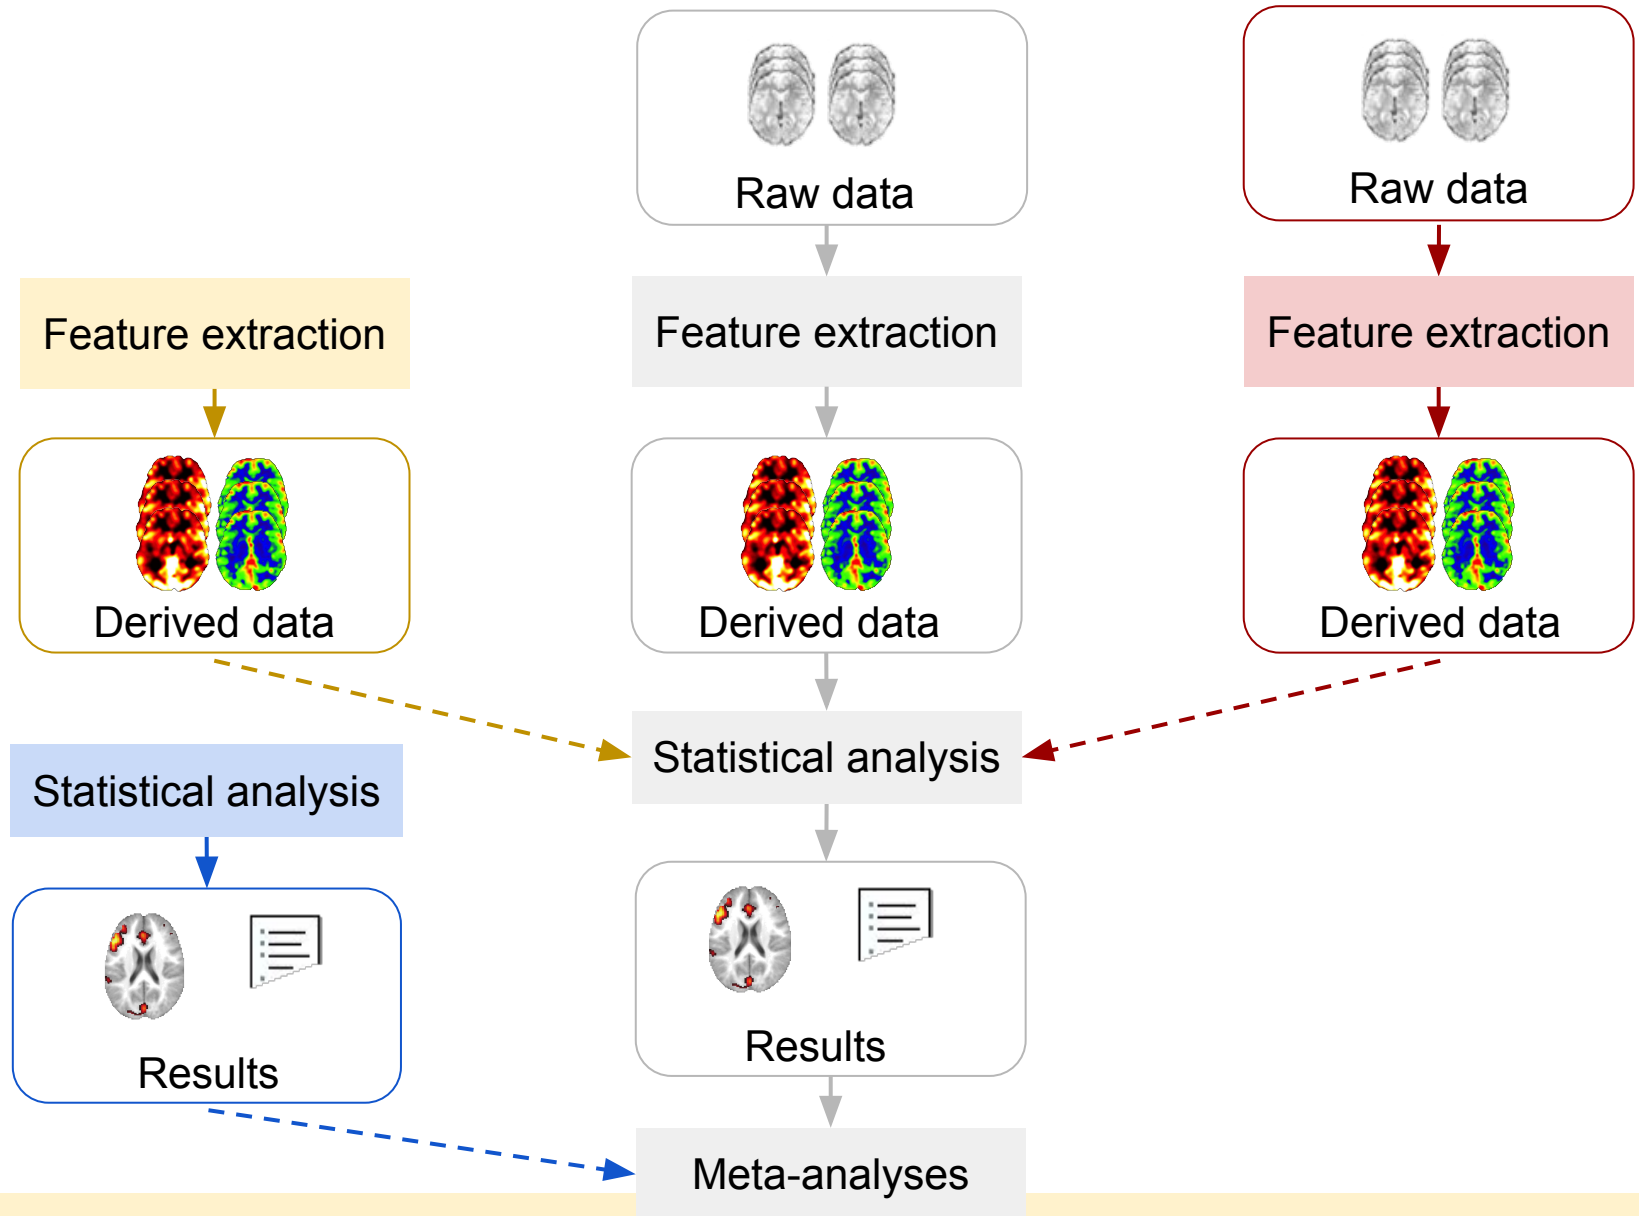 Raw data
Raw data
Feature extraction
Feature extraction
Feature extraction
Derived data
Derived data
Derived data
Statistical analysis
Statistical analysis
Results
Results
Meta-analyses